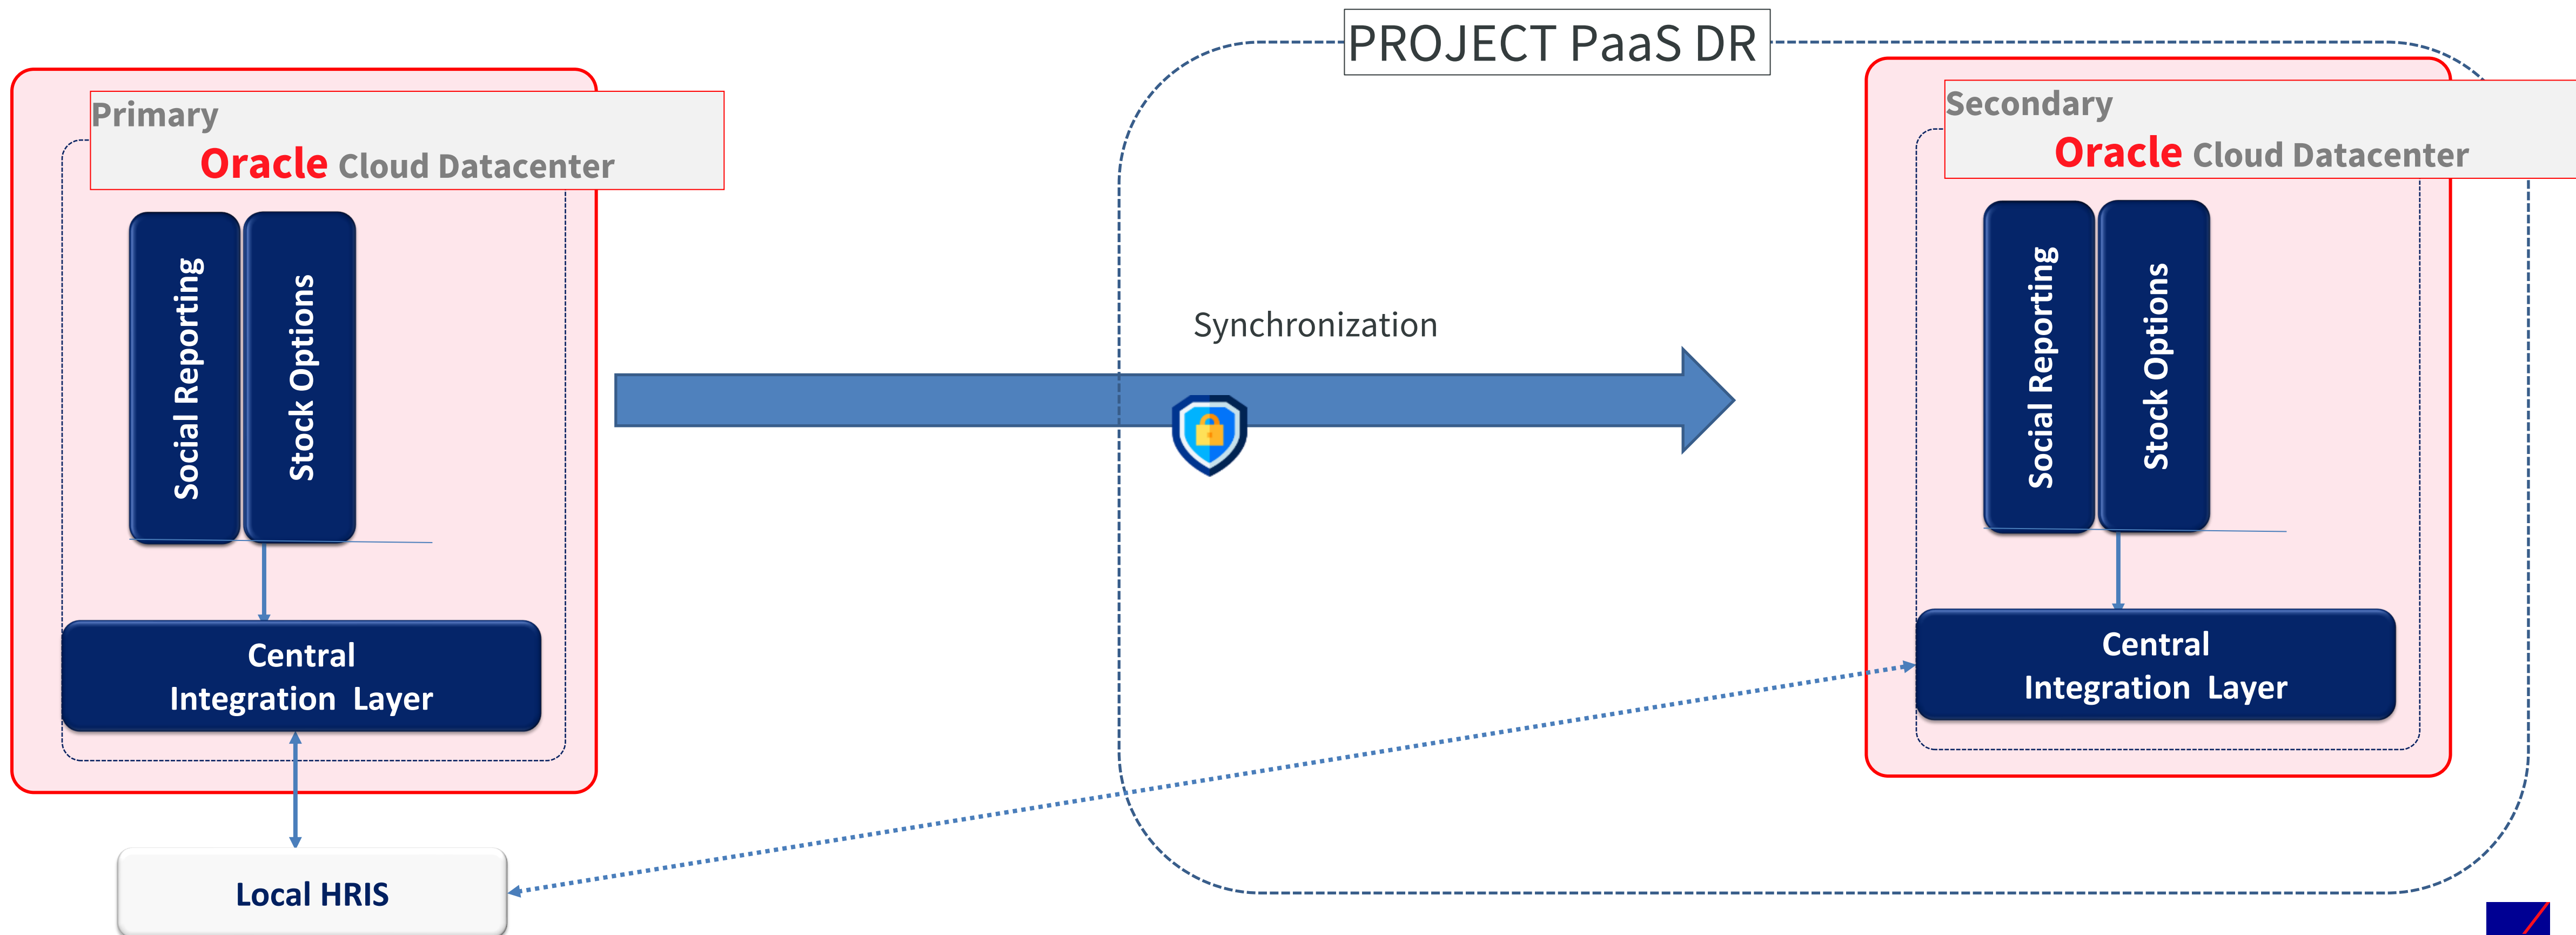 PROJECT PaaS DR
Primary
Oracle Cloud Datacenter
Social Reporting
Stock Options
Central
Integration Layer
Local HRIS
Synchronization
Secondary
Oracle Cloud Datacenter
Social Reporting
Stock Options
Central
Integration Layer